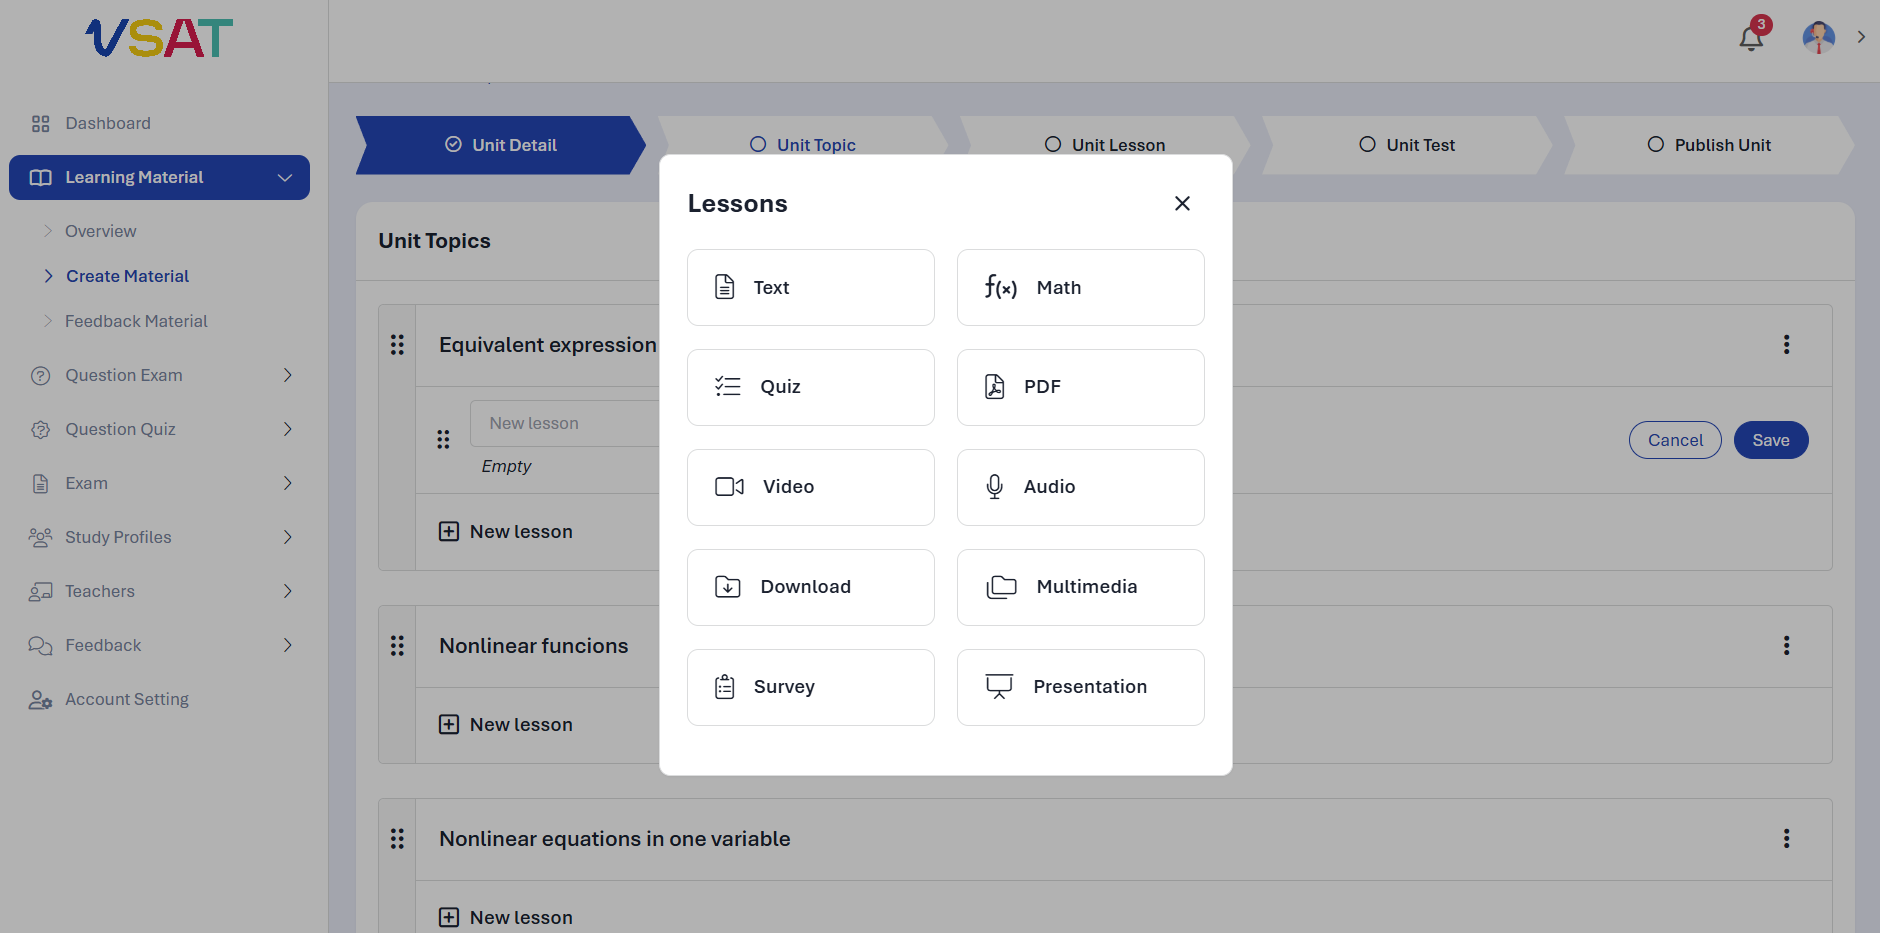 VSAT
3
Dashboard
Learning Material
Overview
Create Material
Feedback Material
Question Exam
Question Quiz
Exam
Study Profiles
Teachers
Feedback
Account Setting
Unit Detail
Unit Topic
Unit Lesson
Unit Test
Publish Unit
Unit Topics
Equivalent expression
New lesson
Empty
Cancel
Save
New lesson
Nonlinear funcions
New lesson
Nonlinear equations in one variable
New lesson
Lessons
Text
Math
f(x)
Quiz
PDF
Video
Audio
Download
Multimedia
Survey
Presentation